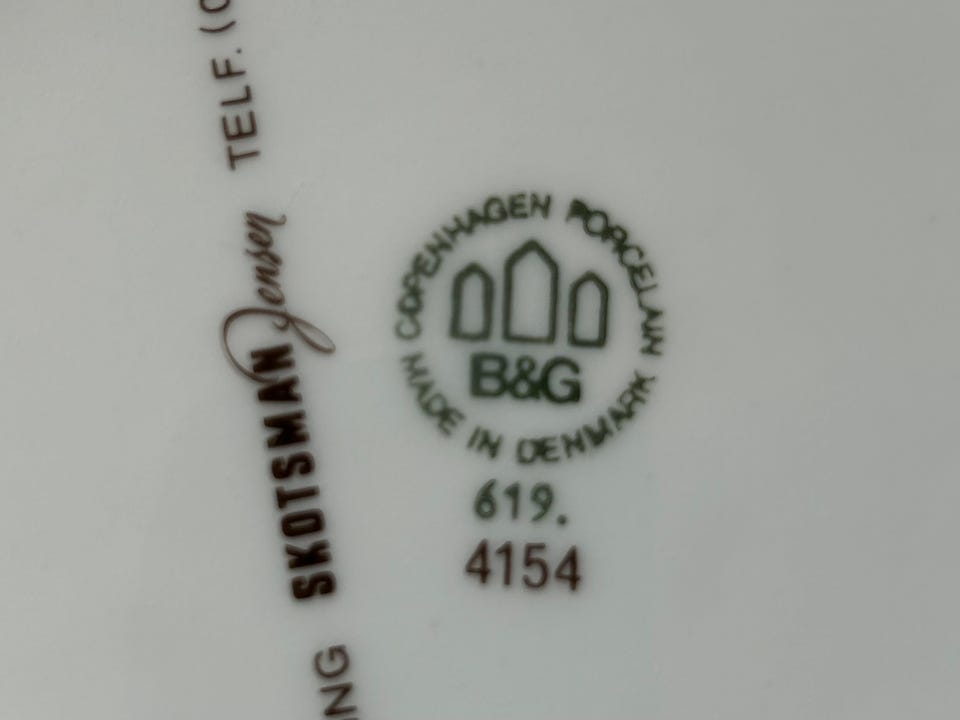 TELF. (
SKOTSMAN Jensen
NG
COPENHAGEN PORCELAIN
B&G
MADE IN DENMARK
619.
4154